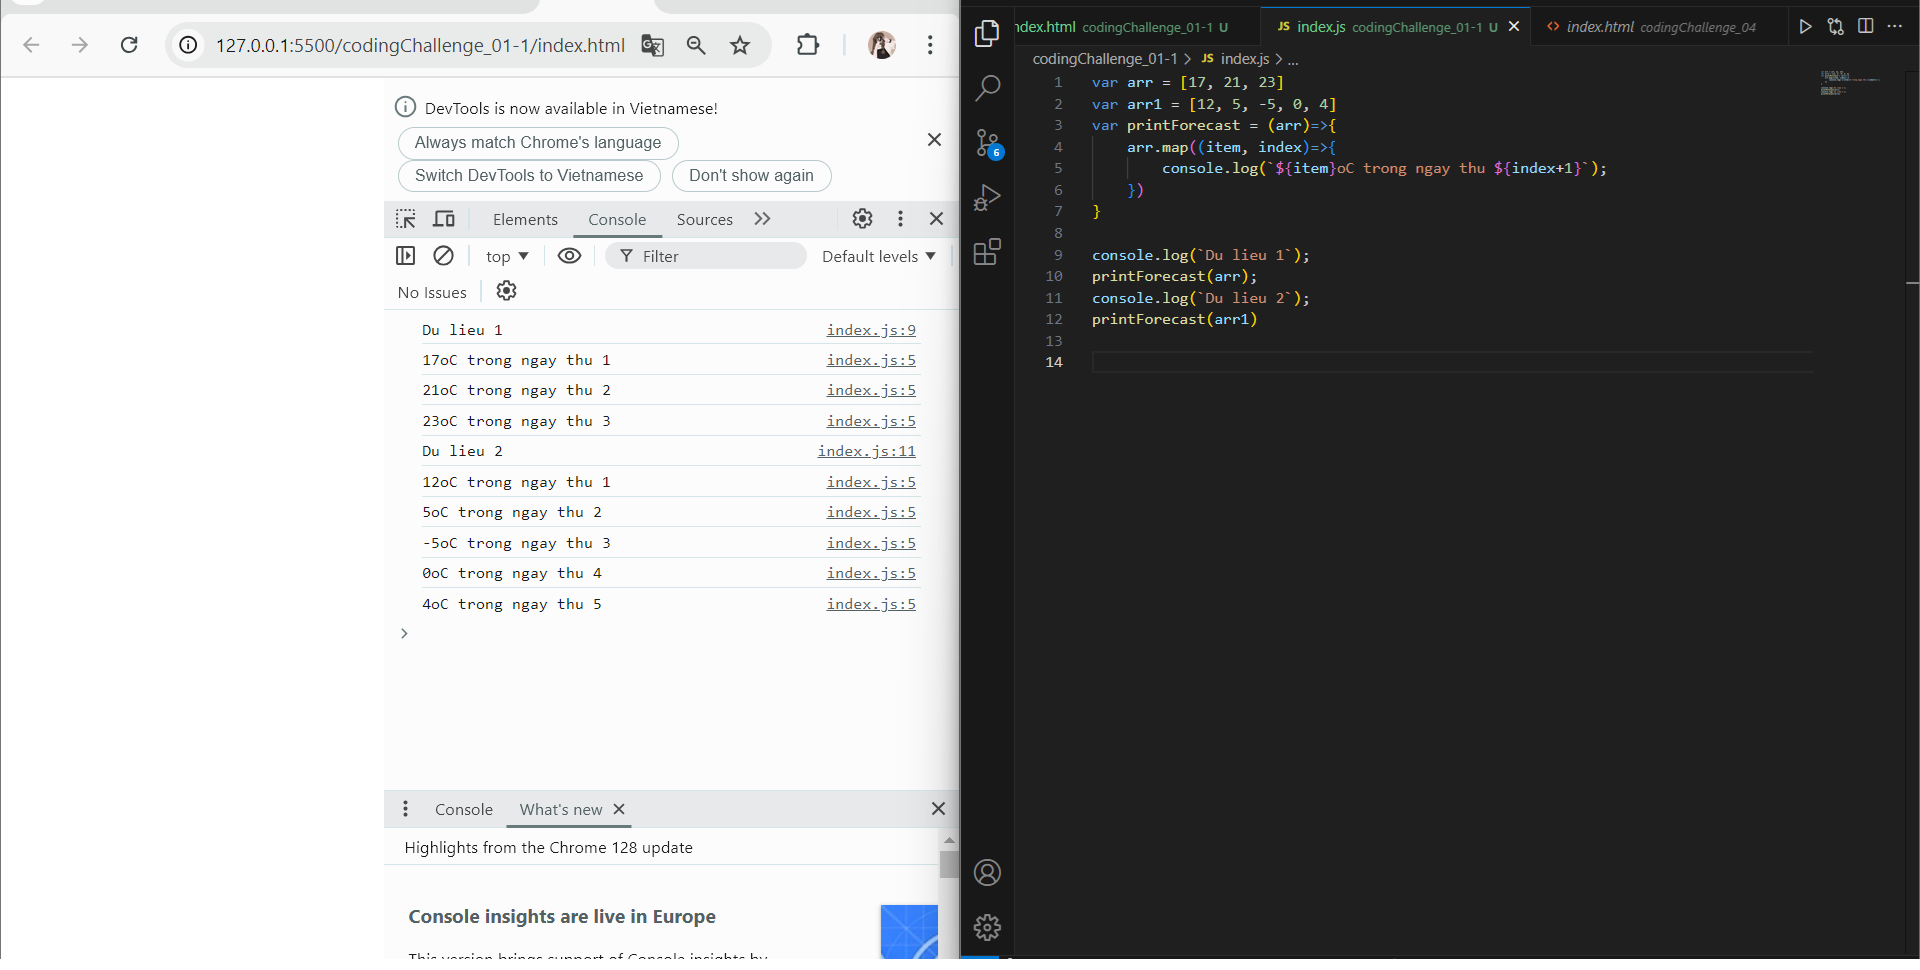 127.0.0.1:5500/codingChallenge_01-1/index.html
DevTools is now available in Vietnamese!
Always match Chrome's language
Switch DevTools to Vietnamese
Don't show again
Elements
Console
Sources
top
Filter
Default levels
No Issues
Du lieu 1 index.js:9
17oC trong ngay thu 1 index.js:5
21oC trong ngay thu 2 index.js:5
23oC trong ngay thu 3 index.js:5
Du lieu 2 index.js:11
12oC trong ngay thu 1 index.js:5
5oC trong ngay thu 2 index.js:5
-5oC trong ngay thu 3 index.js:5
0oC trong ngay thu 4 index.js:5
4oC trong ngay thu 5 index.js:5
Console
What's new
Highlights from the Chrome 128 update
Console insights are live in Europe
This version brings support of Console insights by
ndex.html codingChallenge_01-1 U
JS index.js codingChallenge_01-1 U
index.html codingChallenge_04
codingChallenge_01-1 > JS index.js > ...
1 var arr = [17, 21, 23]
2 var arr1 = [12, 5, -5, 0, 4]
3 var printForecast = (arr)=>{
4 arr.map((item, index)=>{
5 console.log(`${item}oC trong ngay thu ${index+1}`);
6 })
7 }
8
9 console.log(`Du lieu 1`);
10 printForecast(arr);
11 console.log(`Du lieu 2`);
12 printForecast(arr1)
13
14
6